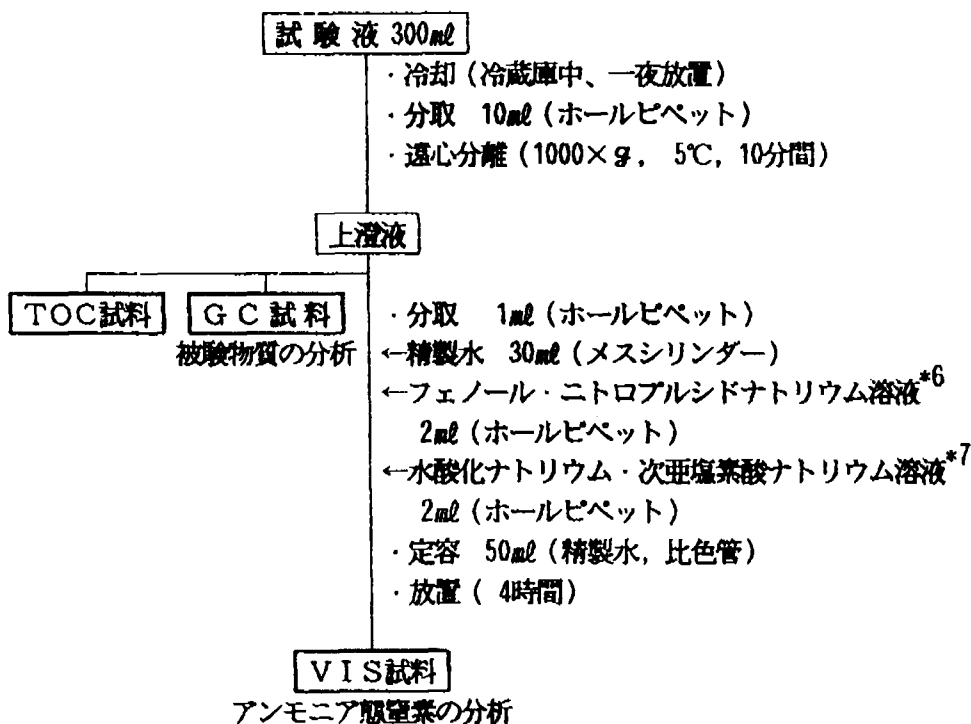 試験液 300㎖
・冷却（冷蔵庫中、一夜放置）
・分取 10㎖（ホールピペット）
・遠心分離（1000×g, 5℃, 10分間）
上澄液
TOC試料
GC試料
被験物質の分析
・分取 1㎖（ホールピペット）
←精製水 30㎖（メスシリンダー）
←フェノール・ニトロプルシドナトリウム溶液*6
2㎖（ホールピペット）
←水酸化ナトリウム・次亜塩素酸ナトリウム溶液*7
2㎖（ホールピペット）
・定容 50㎖（精製水, 比色管）
・放置（ 4時間）
VIS試料
アンモニア態窒素の分析